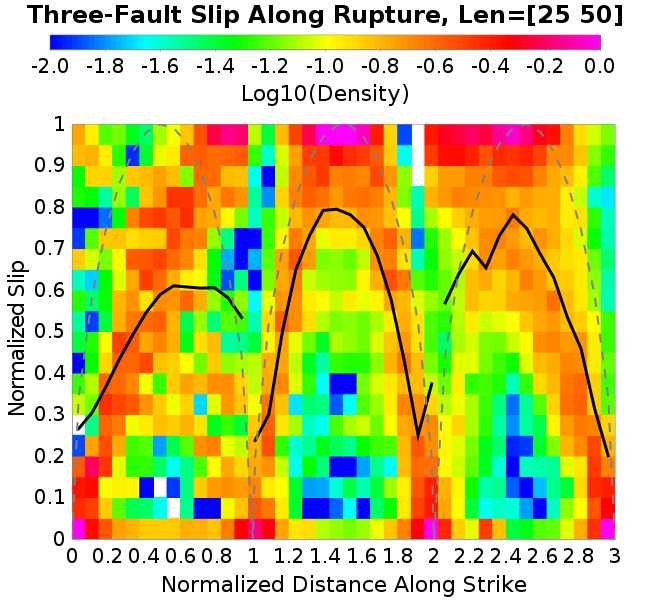 Three-Fault Slip Along Rupture, Len=[25 50]
-2.0 -1.8 -1.6 -1.4 -1.2 -1.0 -0.8 -0.6 -0.4 -0.2 0.0
Log10(Density)
1
0.9
0.8
0.7
0.6
0.5
0.4
0.3
0.2
0.1
0
Normalized Slip
0 0.2 0.4 0.6 0.8 1 1.2 1.4 1.6 1.8 2 2.2 2.4 2.6 2.8 3
Normalized Distance Along Strike